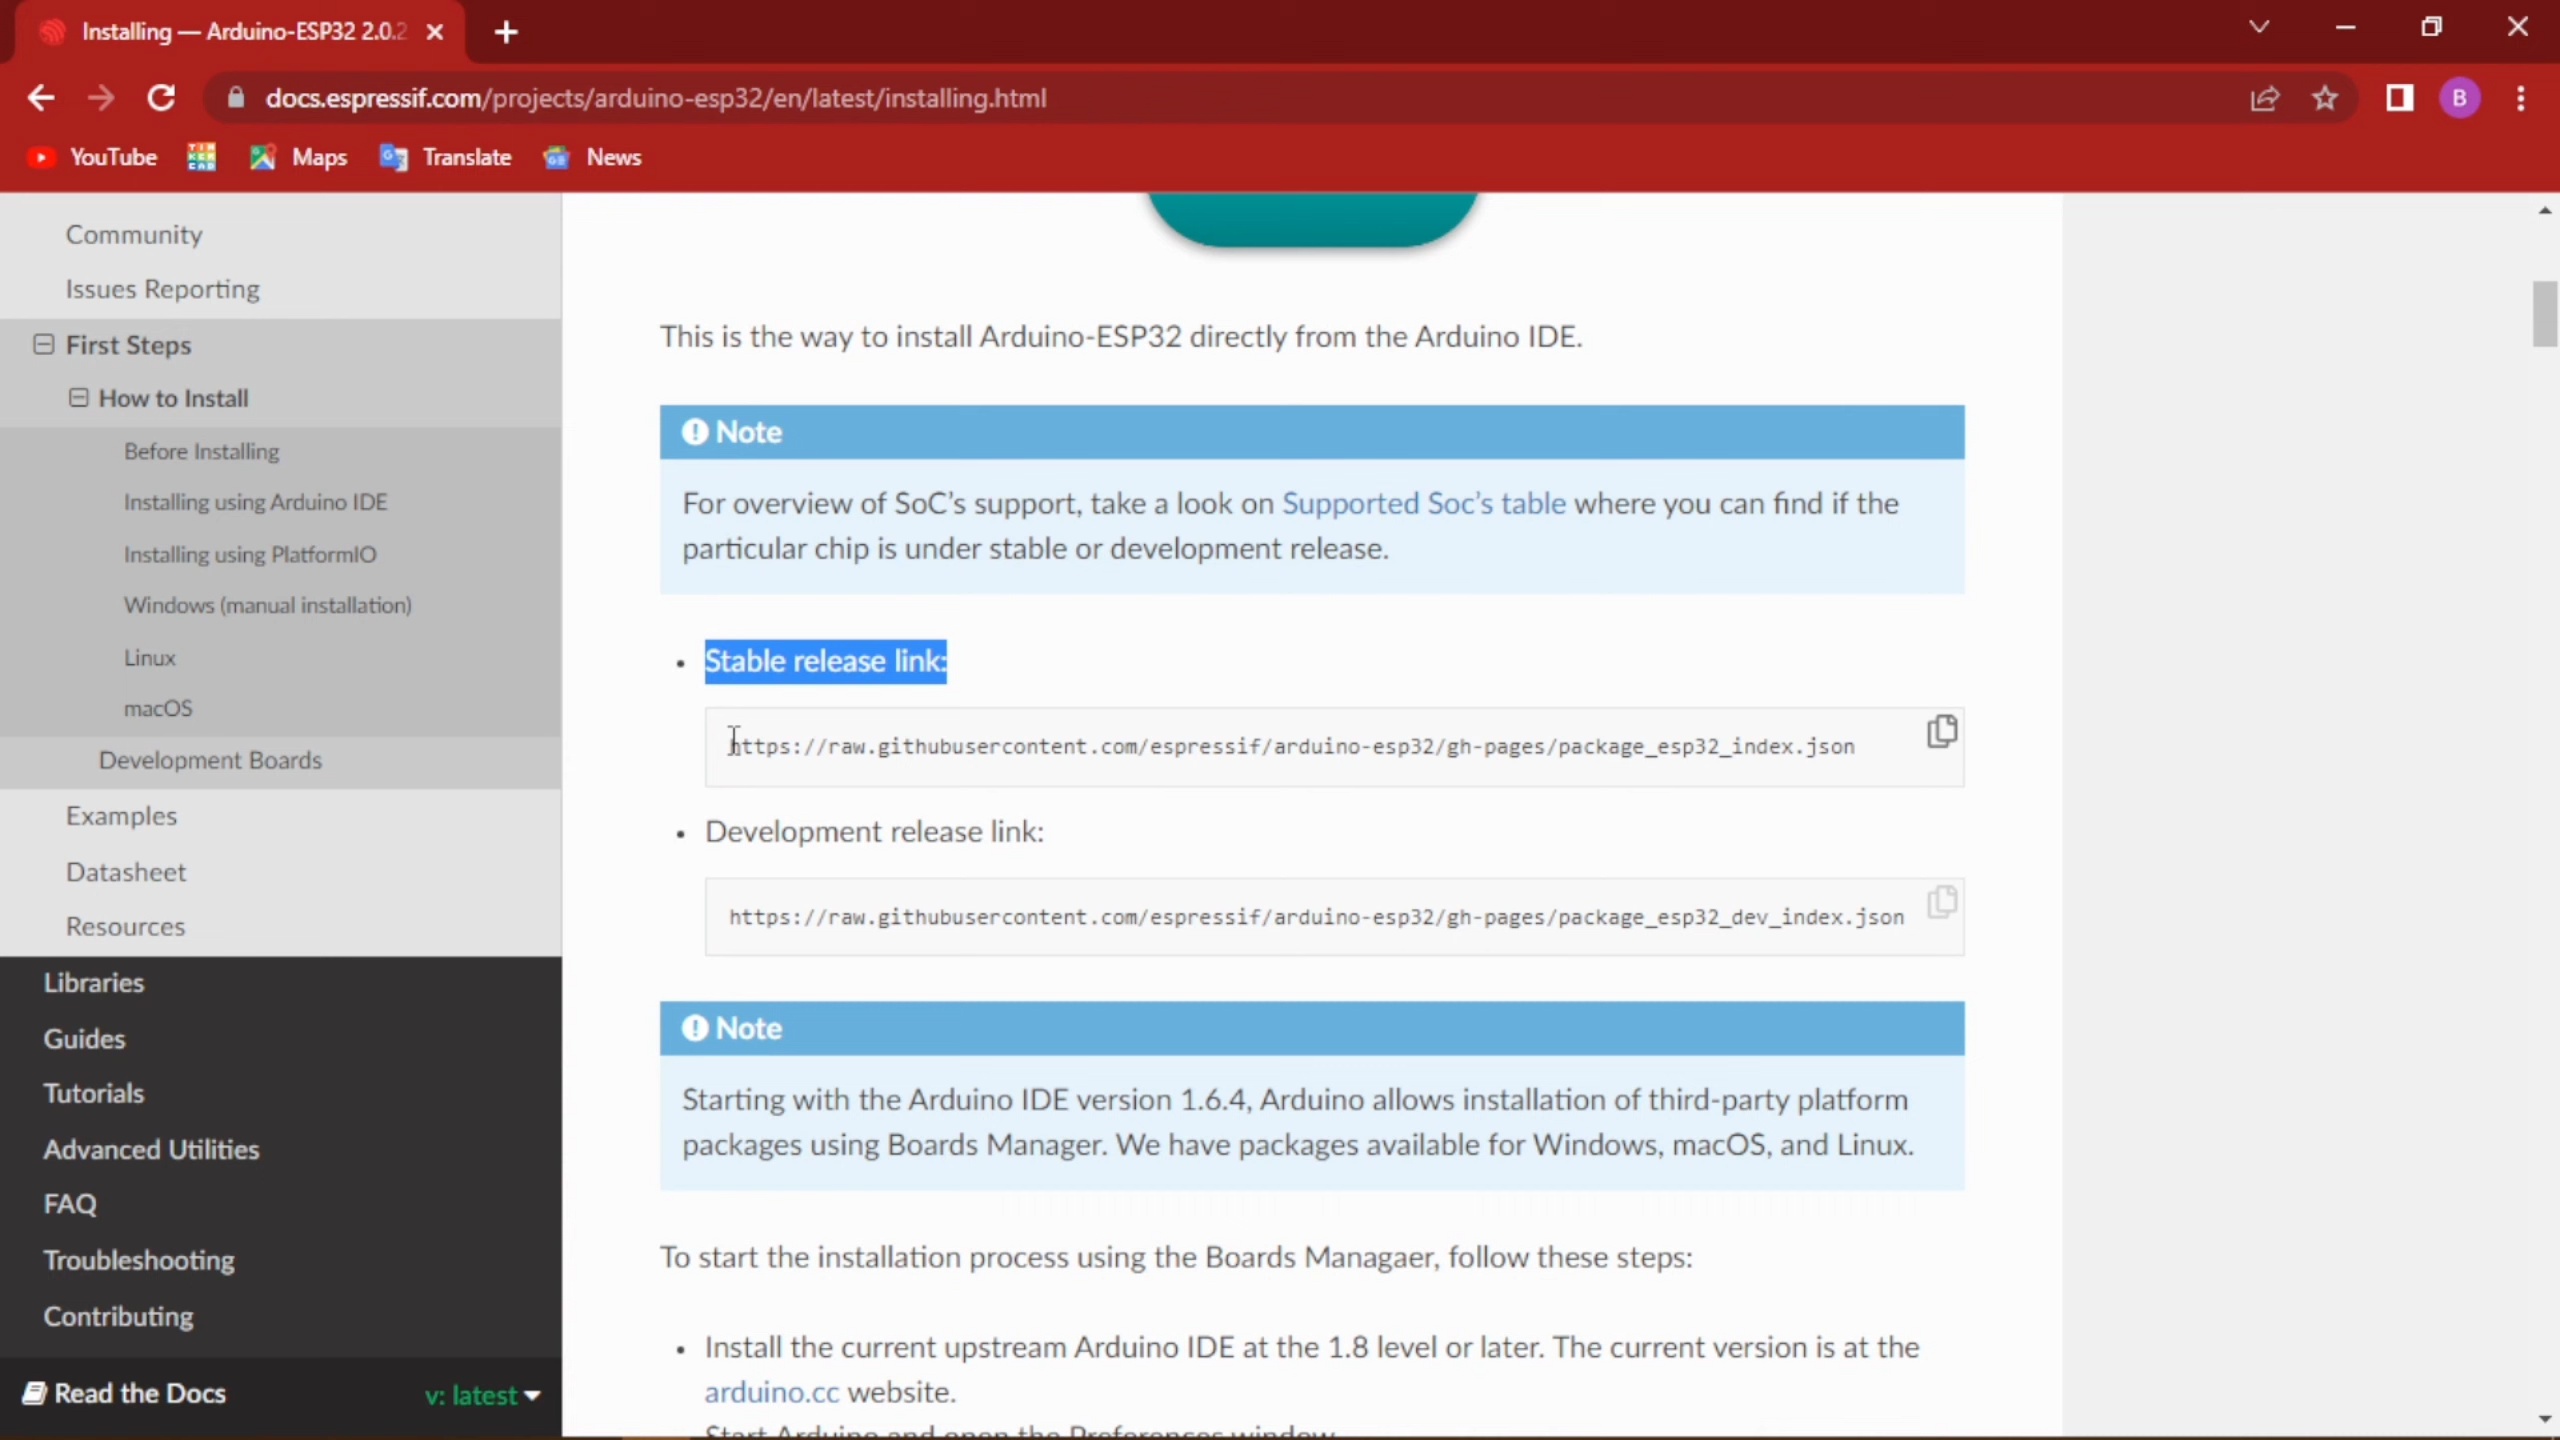 Installing — Arduino-ESP32 2.0.2
docs.espressif.com/projects/arduino-esp32/en/latest/installing.html
B
YouTube
TINKERCAD
Maps
Translate
News
Community
Issues Reporting
First Steps
How to Install
Before Installing
Installing using Arduino IDE
Installing using PlatformIO
Windows (manual installation)
Linux
macOS
Development Boards
Examples
Datasheet
Resources
Libraries
Guides
Tutorials
Advanced Utilities
FAQ
Troubleshooting
Contributing
Read the Docs
v: latest
This is the way to install Arduino-ESP32 directly from the Arduino IDE.
Note
For overview of SoC’s support, take a look on Supported Soc’s table where you can find if the
particular chip is under stable or development release.
• Stable release link:
https://raw.githubusercontent.com/espressif/arduino-esp32/gh-pages/package_esp32_index.json
• Development release link:
https://raw.githubusercontent.com/espressif/arduino-esp32/gh-pages/package_esp32_dev_index.json
Note
Starting with the Arduino IDE version 1.6.4, Arduino allows installation of third-party platform
packages using Boards Manager. We have packages available for Windows, macOS, and Linux.
To start the installation process using the Boards Managaer, follow these steps:
• Install the current upstream Arduino IDE at the 1.8 level or later. The current version is at the
arduino.cc website.
Start Arduino and open the Preferences window